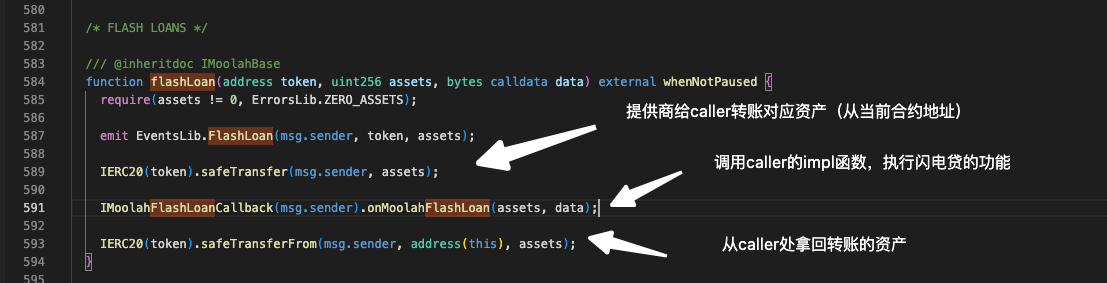 580
581 /* FLASH LOANS */
582
583 /// @inheritdoc IMoolahBase
584 function flashLoan(address token, uint256 assets, bytes calldata data) external whenNotPaused {
585 require(assets != 0, ErrorsLib.ZERO_ASSETS);
586
提供商给caller转账对应资产（从当前合约地址）
587 emit EventsLib.FlashLoan(msg.sender, token, assets);
588
589 IERC20(token).safeTransfer(msg.sender, assets);
调用caller的impl函数，执行闪电贷的功能
590
591 IMoolahFlashLoanCallback(msg.sender).onMoolahFlashLoan(assets, data);
592
593 IERC20(token).safeTransferFrom(msg.sender, address(this), assets);
从caller处拿回转账的资产
594 }
595